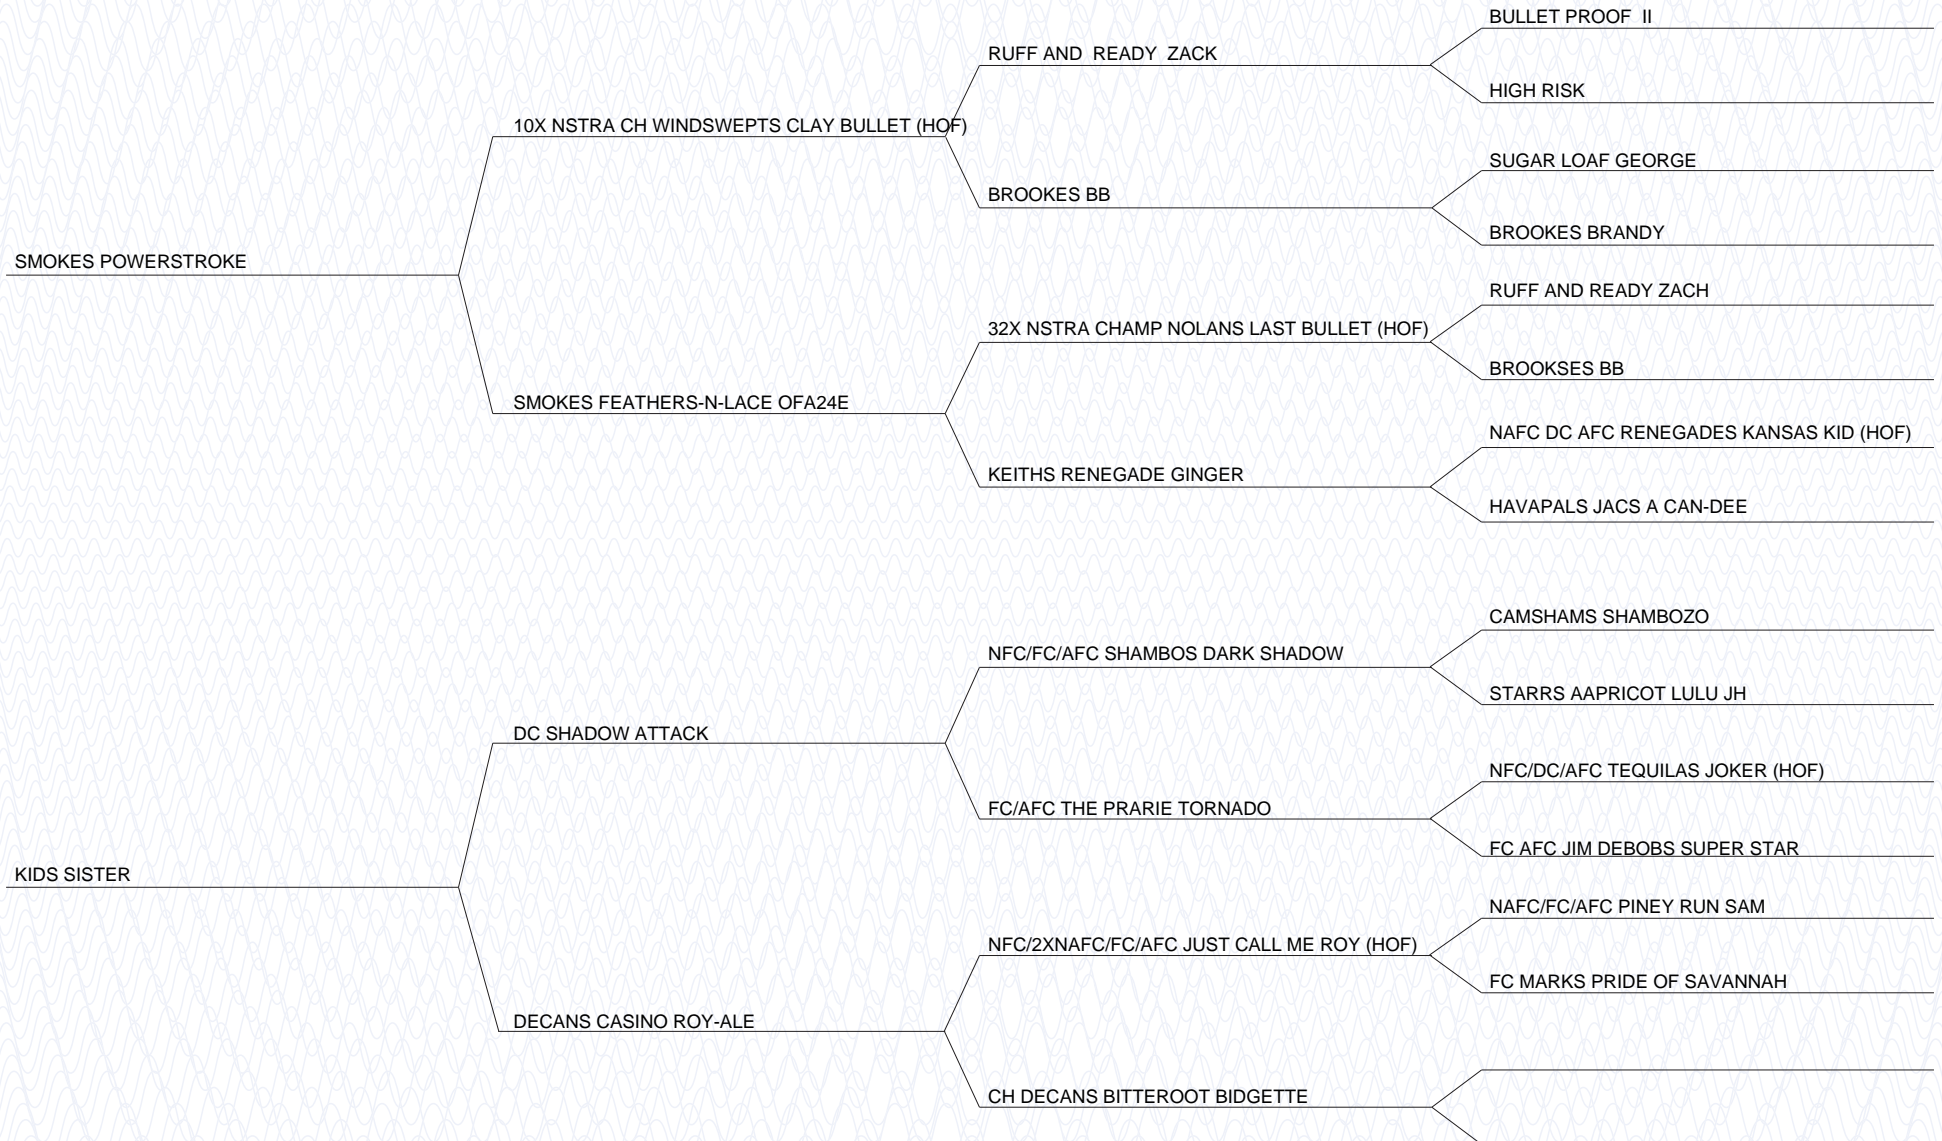 BULLET PROOF  II
RUFF AND  READY  ZACK
HIGH RISK
10X NSTRA CH WINDSWEPTS CLAY BULLET (HOF)
SUGAR LOAF GEORGE
BROOKES BB
BROOKES BRANDY
SMOKES POWERSTROKE
RUFF AND READY ZACH
32X NSTRA CHAMP NOLANS LAST BULLET (HOF)
BROOKSES BB
SMOKES FEATHERS-N-LACE OFA24E
NAFC DC AFC RENEGADES KANSAS KID (HOF)
KEITHS RENEGADE GINGER
HAVAPALS JACS A CAN-DEE
CAMSHAMS SHAMBOZO
NFC/FC/AFC SHAMBOS DARK SHADOW
STARRS AAPRICOT LULU JH
DC SHADOW ATTACK
NFC/DC/AFC TEQUILAS JOKER (HOF)
FC/AFC THE PRARIE TORNADO
FC AFC JIM DEBOBS SUPER STAR
KIDS SISTER
NAFC/FC/AFC PINEY RUN SAM
NFC/2XNAFC/FC/AFC JUST CALL ME ROY (HOF)
FC MARKS PRIDE OF SAVANNAH
DECANS CASINO ROY-ALE
CH DECANS BITTEROOT BIDGETTE